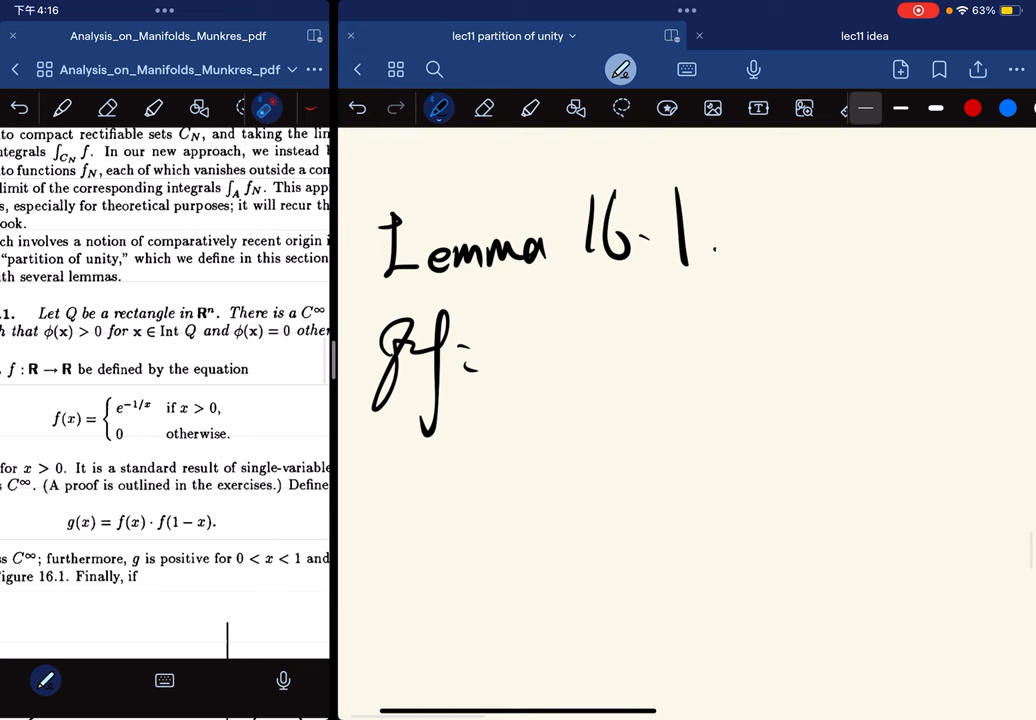 下午4:16
63%
Analysis_on_Manifolds_Munkres_pdf
lec11 partition of unity
lec11 idea
Analysis_on_Manifolds_Munkres_pdf
to compact rectifiable sets C_N, and taking the lim
ntegrals ∫_{C_N} f. In our new approach, we instead
to functions f_N, each of which vanishes outside a com
limit of the corresponding integrals ∫_A f_N. This app
s, especially for theoretical purposes; it will recur th
ook.
ch involves a notion of comparatively recent origin i
"partition of unity," which we define in this section
ith several lemmas.
.1. Let Q be a rectangle in Rⁿ. There is a C^∞
h that ϕ(x) > 0 for x ∈ Int Q and ϕ(x) = 0 other
f : R → R be defined by the equation
f(x) = { e^{-1/x} if x > 0,
0 otherwise.
for x > 0. It is a standard result of single-variable
s C^∞. (A proof is outlined in the exercises.) Define
g(x) = f(x) · f(1 − x).
ss C^∞; furthermore, g is positive for 0 < x < 1 and
igure 16.1. Finally, if
Lemma 16-1.